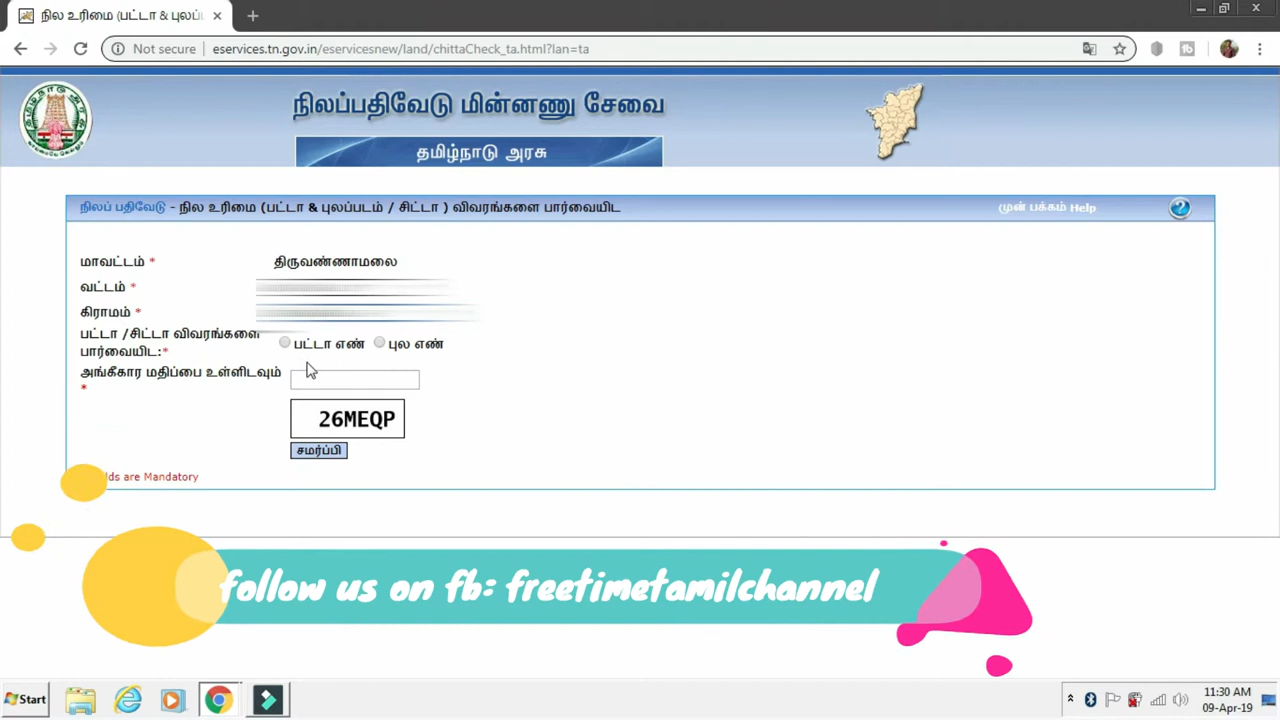 நில உரிமை (பட்டா & புலப்
Not secure eservices.tn.gov.in/eservicesnew/land/chittaCheck_ta.html?lan=ta
நிலப்பதிவேடு மின்னணு சேவை
தமிழ்நாடு அரசு
நிலப் பதிவேடு - நில உரிமை (பட்டா & புலப்படம் / சிட்டா ) விவரங்களை பார்வையிட முன் பக்கம் Help
மாவட்டம் * திருவண்ணாமலை
வட்டம் *
கிராமம் *
பட்டா /சிட்டா விவரங்களை
பார்வையிட:* பட்டா எண் புல எண்
அங்கீகார மதிப்பை உள்ளிடவும்
*
26MEQP
சமர்ப்பி
are Mandatory
follow us on fb: freetimetamilchannel
Start 11:30 AM
09-Apr-19